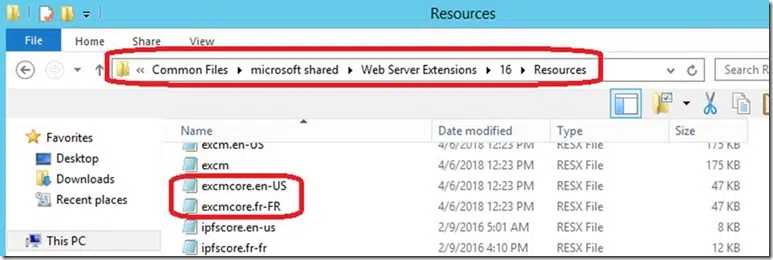 Resources
File Home Share View
« Common Files microsoft shared Web Server Extensions 16 Resources Search R
Favorites
Desktop
Downloads
Recent places
This PC
Name Date modified Type Size
excm.en-US 4/6/2018 12:23 PM RESX File 175 KB
excm 4/6/2018 12:23 PM RESX File 175 KB
excmcore.en-US 4/6/2018 12:23 PM RESX File 47 KB
excmcore.fr-FR 4/6/2018 12:23 PM RESX File 47 KB
ipfscore.en-us 2/9/2016 5:01 AM RESX File 8 KB
ipfscore.fr-fr 2/9/2016 4:10 PM RESX File 9 KB